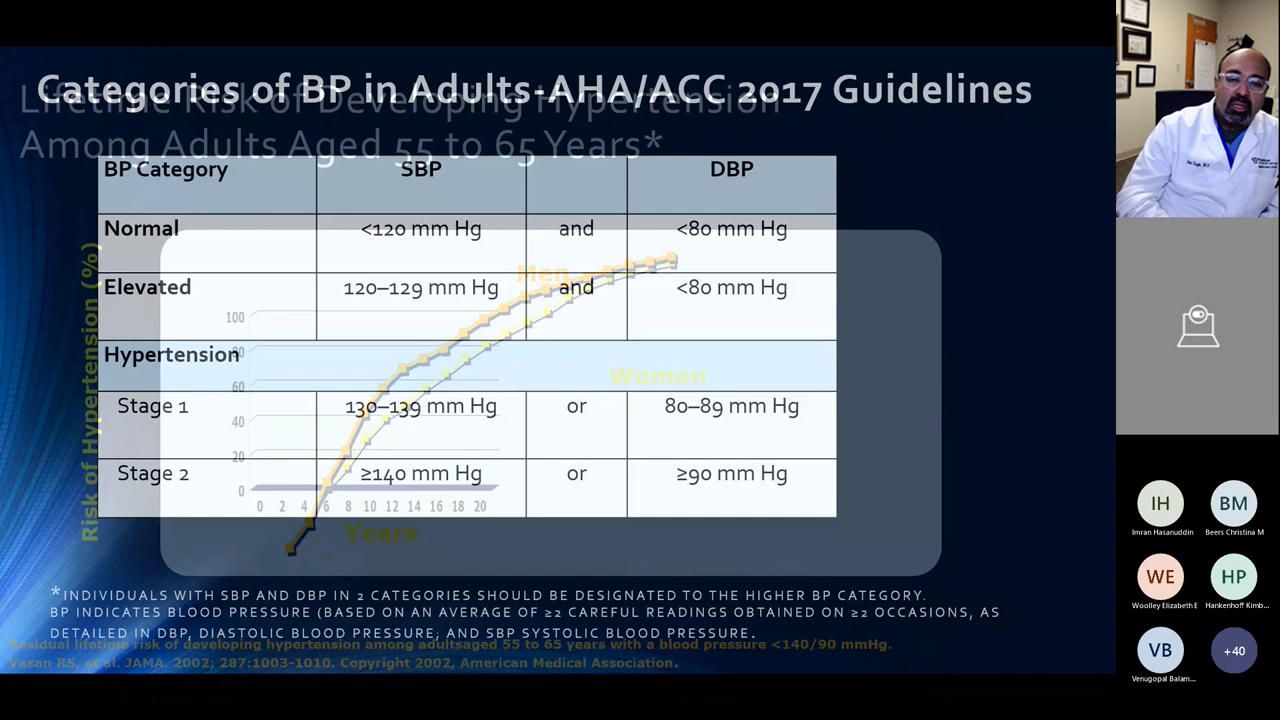 Categories of BP in Adults-AHA/ACC 2017 Guidelines
Lifetime Risk of Developing Hypertension
Among Adults Aged 55 to 65 Years*
BP Category SBP DBP
Normal <120 mm Hg and <80 mm Hg
Elevated 120–129 mm Hg and <80 mm Hg
Hypertension
Stage 1 130–139 mm Hg or 80–89 mm Hg
Stage 2 ≥140 mm Hg or ≥90 mm Hg
Risk of Hypertension (%)
Men
Women
100
80
60
40
20
0
0 2 4 6 8 10 12 14 16 18 20
Years
*INDIVIDUALS WITH SBP AND DBP IN 2 CATEGORIES SHOULD BE DESIGNATED TO THE HIGHER BP CATEGORY.
BP INDICATES BLOOD PRESSURE (BASED ON AN AVERAGE OF ≥2 CAREFUL READINGS OBTAINED ON ≥2 OCCASIONS, AS
DETAILED IN DBP, DIASTOLIC BLOOD PRESSURE; AND SBP SYSTOLIC BLOOD PRESSURE.
Residual lifetime risk of developing hypertension among adultsaged 55 to 65 years with a blood pressure <140/90 mmHg.
Vasan RS, et al. JAMA. 2002; 287:1003-1010. Copyright 2002, American Medical Association.
IH BM
Imran Hasanuddin Beers Christina M
WE HP
Woolley Elizabeth E Hankenhoff Kimb...
VB +40
Venugopal Balam...